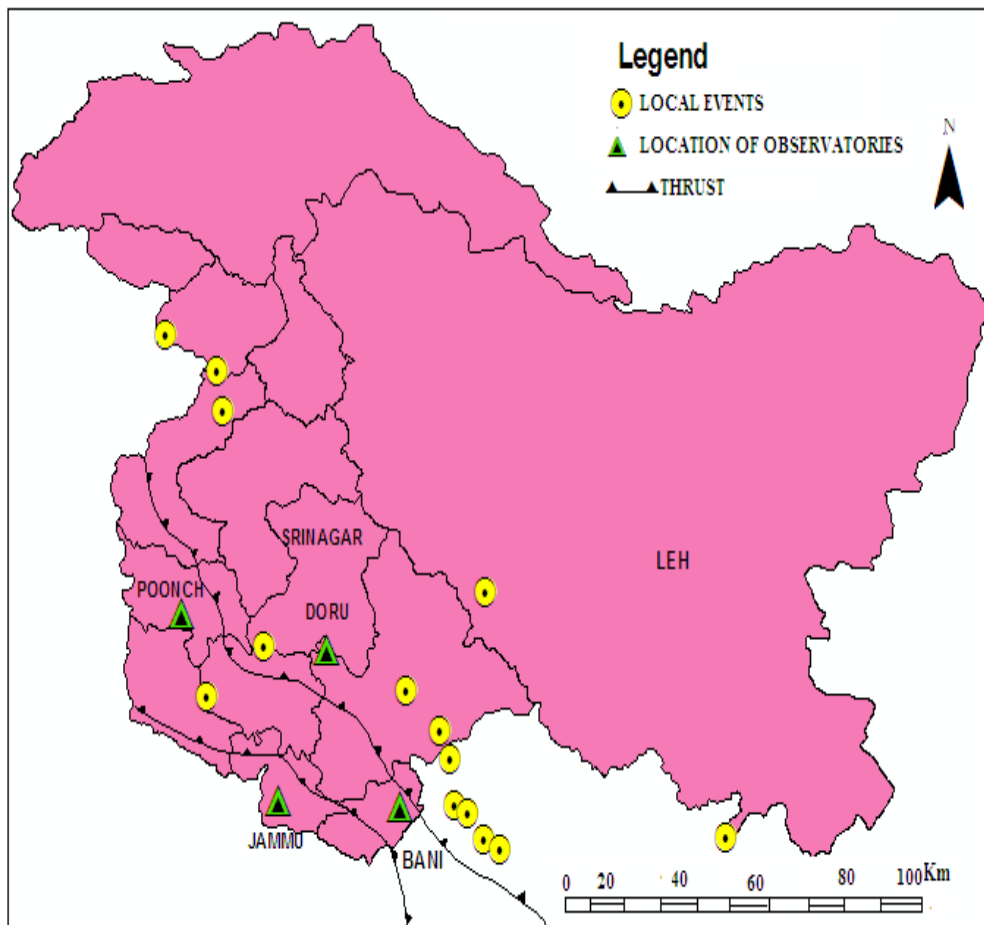 Legend
LOCAL EVENTS
LOCATION OF OBSERVATORIES
THRUST
N
SRINAGAR
LEH
POONCH
DORU
JAMMU
BANI
0 20 40 60 80 100Km